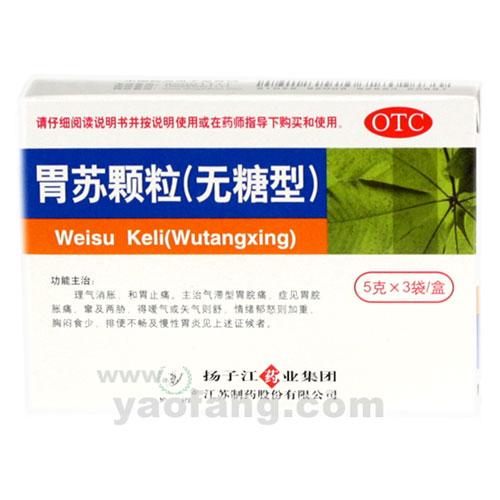 请仔细阅读说明书并按说明使用或在药师指导下购买和使用。
OTC
胃苏颗粒(无糖型)
Weisu Keli(Wutangxing)
功能主治:
理气消胀、和胃止痛。主治气滞型胃脘痛，症见胃脘
胀痛，窜及两胁，得嗳气或矢气则舒，情绪郁怒则加重，
胸闷食少，排便不畅及慢性胃炎见上述证候者。
5克×3袋/盒
扬子江药业集团
江苏制药股份有限公司
www.
yaofang.com